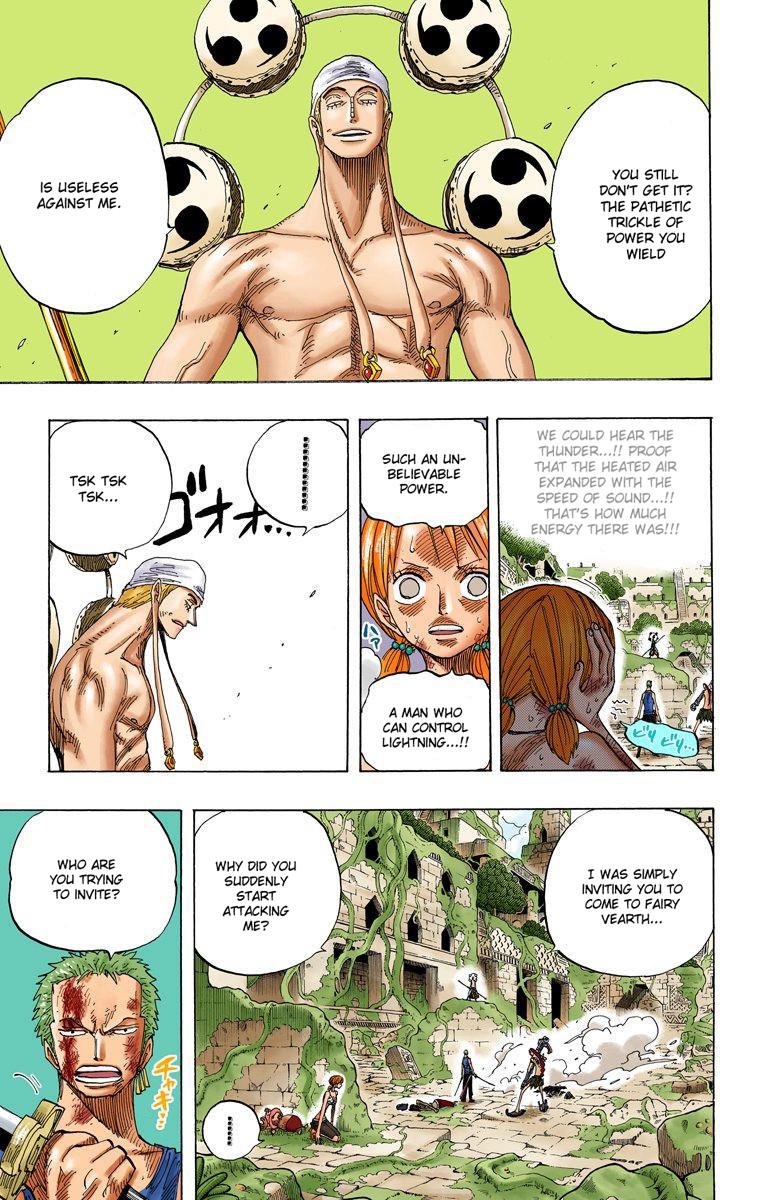 YOU STILL
DON'T GET IT?
THE PATHETIC
TRICKLE OF
POWER YOU
WIELD
IS USELESS
AGAINST ME.
WE COULD HEAR THE
THUNDER...!! PROOF
THAT THE HEATED AIR
EXPANDED WITH THE
SPEED OF SOUND...!!
THAT'S HOW MUCH
ENERGY THERE WAS!!!
ビリ ビリ...
SUCH AN UN-
BELIEVABLE
POWER.
ハァ
A MAN WHO
CAN CONTROL
LIGHTNING...!!
ゴオオ...
TSK TSK
TSK...
I WAS SIMPLY
INVITING YOU TO
COME TO FAIRY
VEARTH...
WHY DID YOU
SUDDENLY
START
ATTACKING
ME?
WHO ARE
YOU TRYING
TO INVITE?
チャキ...